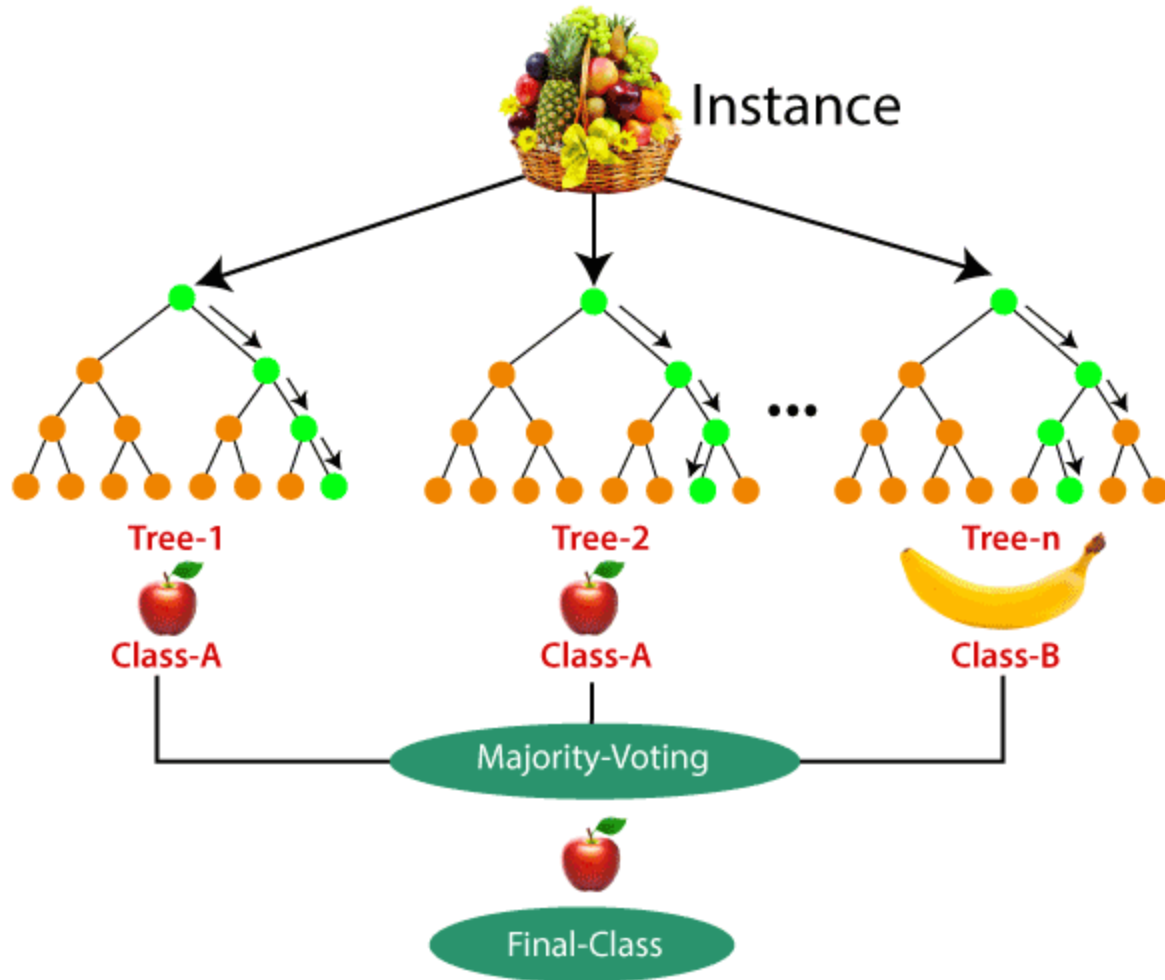 Instance
Tree-1
Tree-2
Tree-n
Class-A
Class-A
Class-B
Majority-Voting
Final-Class